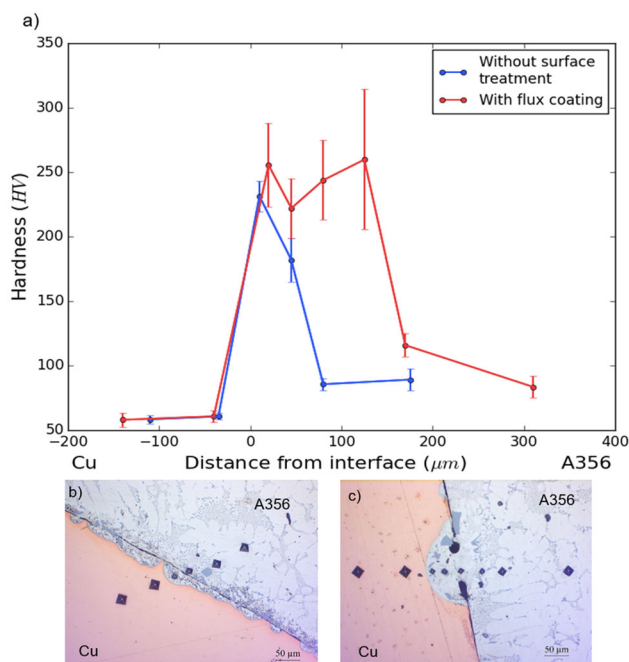 a)
350
300
250
200
150
100
50
Hardness (HV)
Without surface
treatment
With flux coating
−200 −100 0 100 200 300 400
Cu Distance from interface (μm) A356
b)
A356
Cu
50 μm
c)
A356
Cu
50 μm